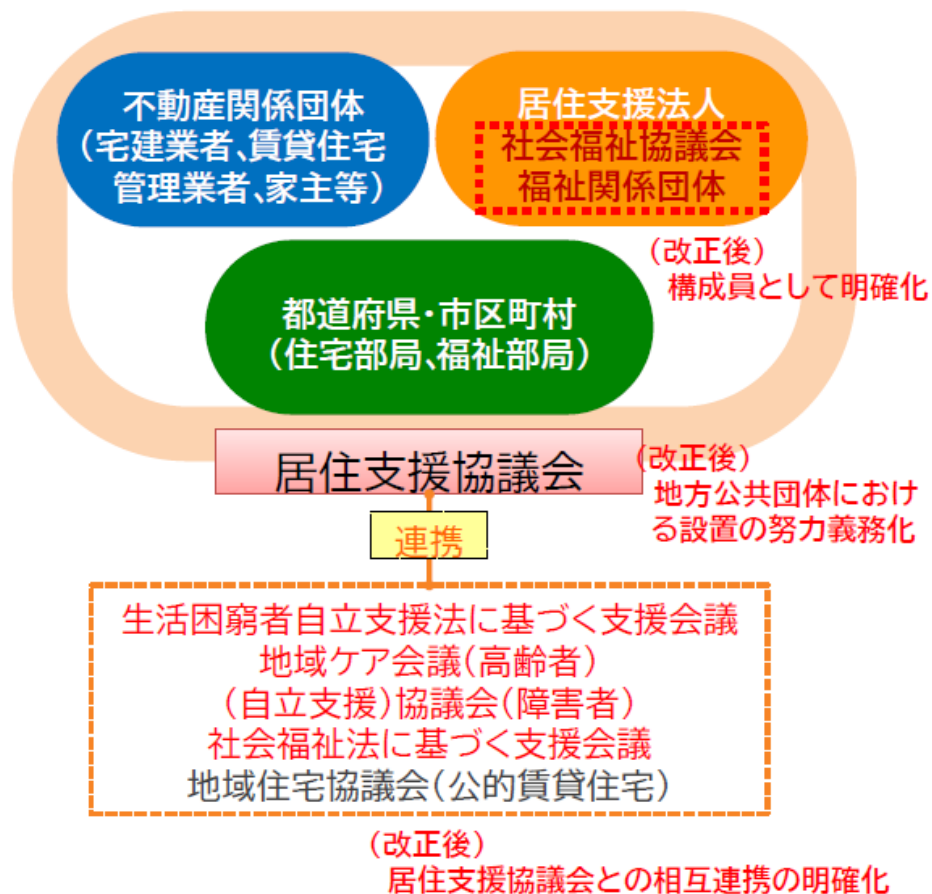 不動産関係団体
（宅建業者、賃貸住宅
管理業者、家主等）
居住支援法人
社会福祉協議会
福祉関係団体
（改正後）
構成員として明確化
都道府県・市区町村
（住宅部局、福祉部局）
居住支援協議会
（改正後）
地方公共団体におけ
る設置の努力義務化
連携
生活困窮者自立支援法に基づく支援会議
地域ケア会議（高齢者）
（自立支援）協議会（障害者）
社会福祉法に基づく支援会議
地域住宅協議会（公的賃貸住宅）
（改正後）
居住支援協議会との相互連携の明確化